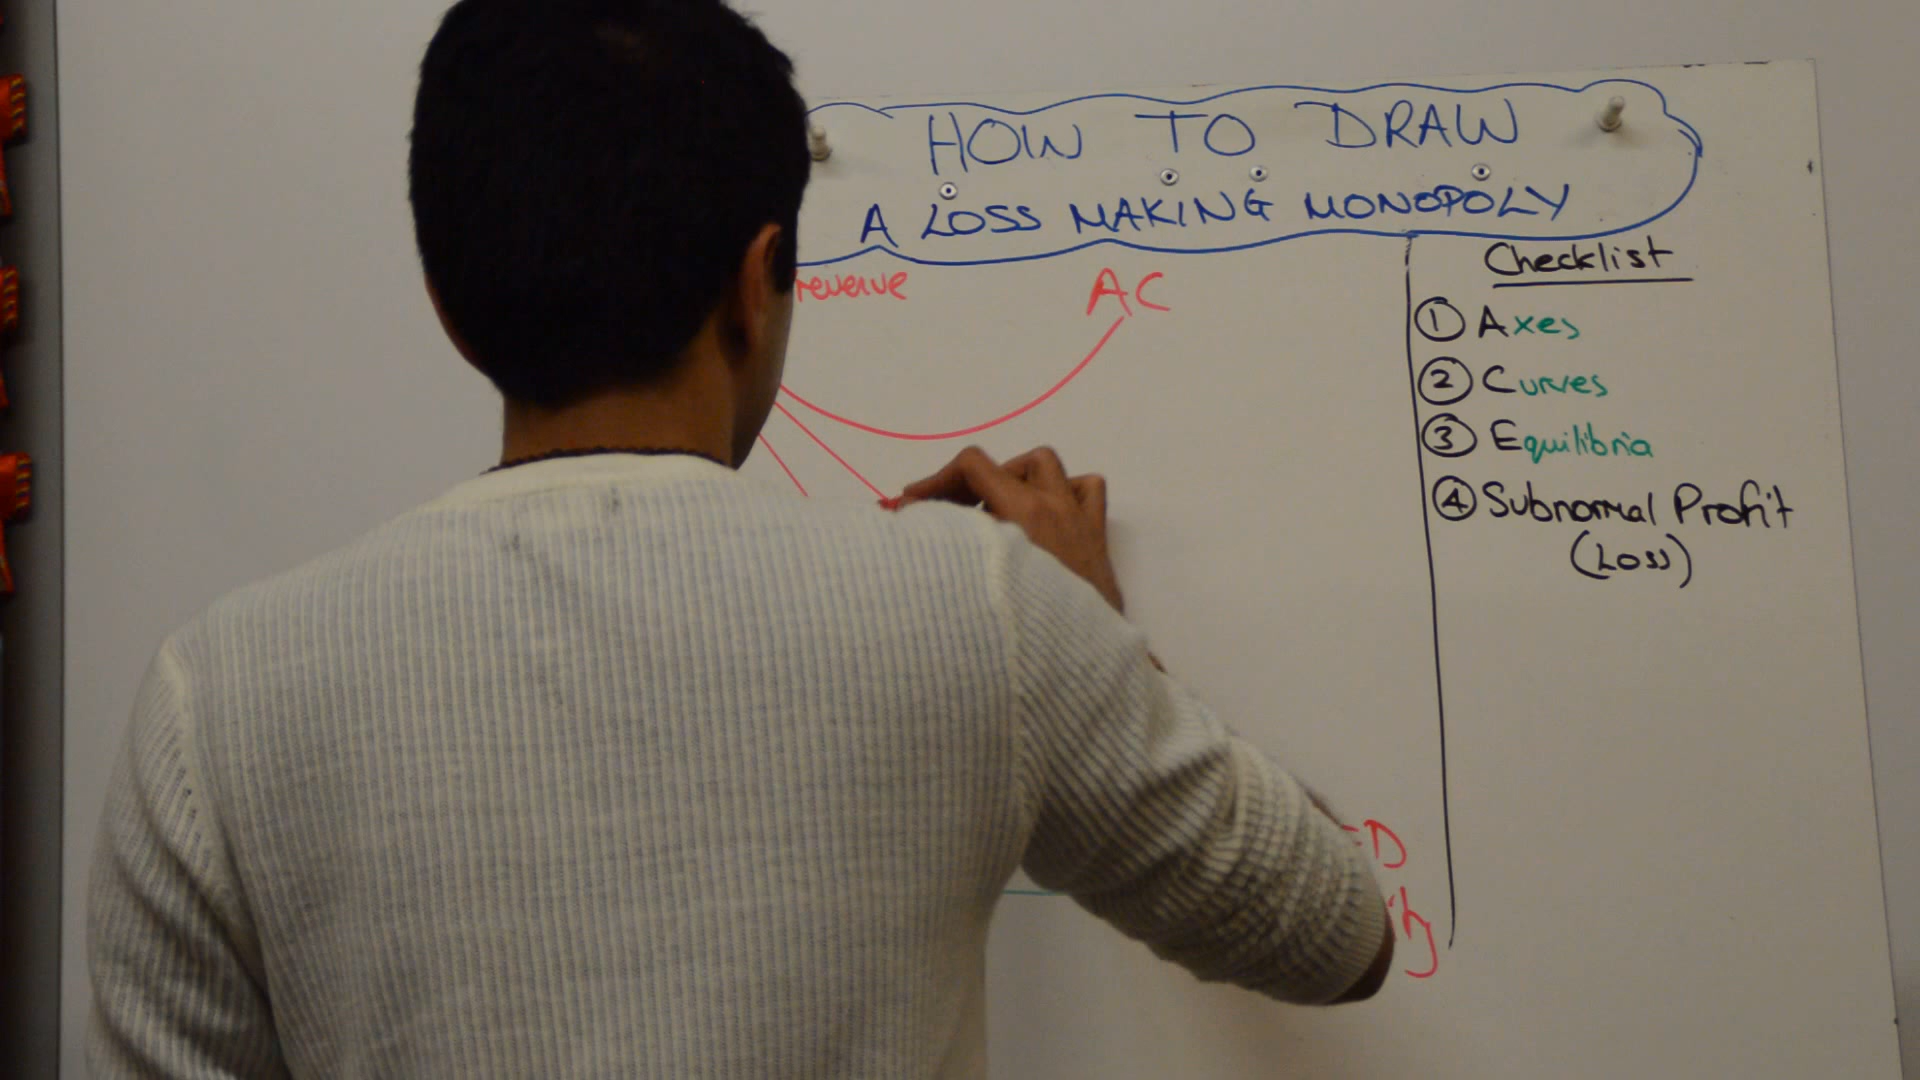 HOW TO DRAW
A LOSS MAKING MONOPOLY
Checklist
revenue
AC
① Axes
② Curves
③ Equilibria
④ Subnormal Profit
(Loss)
D